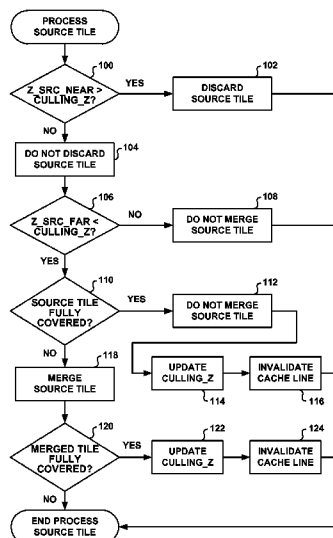 PROCESS
SOURCE TILE
100
Z_SRC_NEAR >
CULLING_Z?
YES
102
DISCARD
SOURCE TILE
NO
104
DO NOT DISCARD
SOURCE TILE
106
Z_SRC_FAR <
CULLING_Z?
NO
108
DO NOT MERGE
SOURCE TILE
YES
110
SOURCE TILE
FULLY
COVERED?
YES
112
DO NOT MERGE
SOURCE TILE
NO
118
MERGE
SOURCE TILE
UPDATE
CULLING_Z
114
INVALIDATE
CACHE LINE
116
120
MERGED TILE
FULLY
COVERED?
YES
122
UPDATE
CULLING_Z
124
INVALIDATE
CACHE LINE
NO
END PROCESS
SOURCE TILE